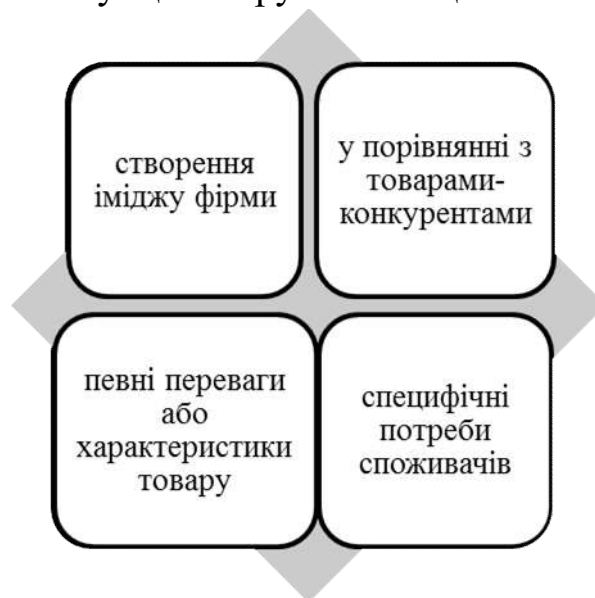 створення
іміджу фірми
у порівнянні з
товарами-
конкурентами
певні переваги
або
характеристики
товару
специфічні
потреби
споживачів